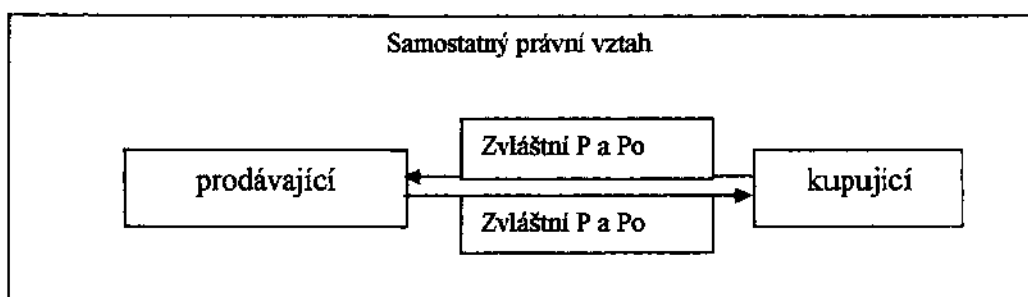 Samostatný právní vztah
Zvláštní P a Po
prodávající
kupující
Zvláštní P a Po